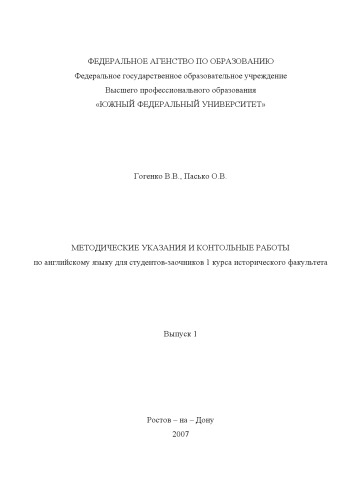 ФЕДЕРАЛЬНОЕ АГЕНСТВО ПО ОБРАЗОВАНИЮ
Федеральное государственное образовательное учреждение
Высшего профессионального образования
«ЮЖНЫЙ ФЕДЕРАЛЬНЫЙ УНИВЕРСИТЕТ»
Гогенко В.В., Пасько О.В.
МЕТОДИЧЕСКИЕ УКАЗАНИЯ И КОНТОЛЬНЫЕ РАБОТЫ
по английскому языку для студентов-заочников 1 курса исторического факультета
Выпуск 1
Ростов – на – Дону
2007